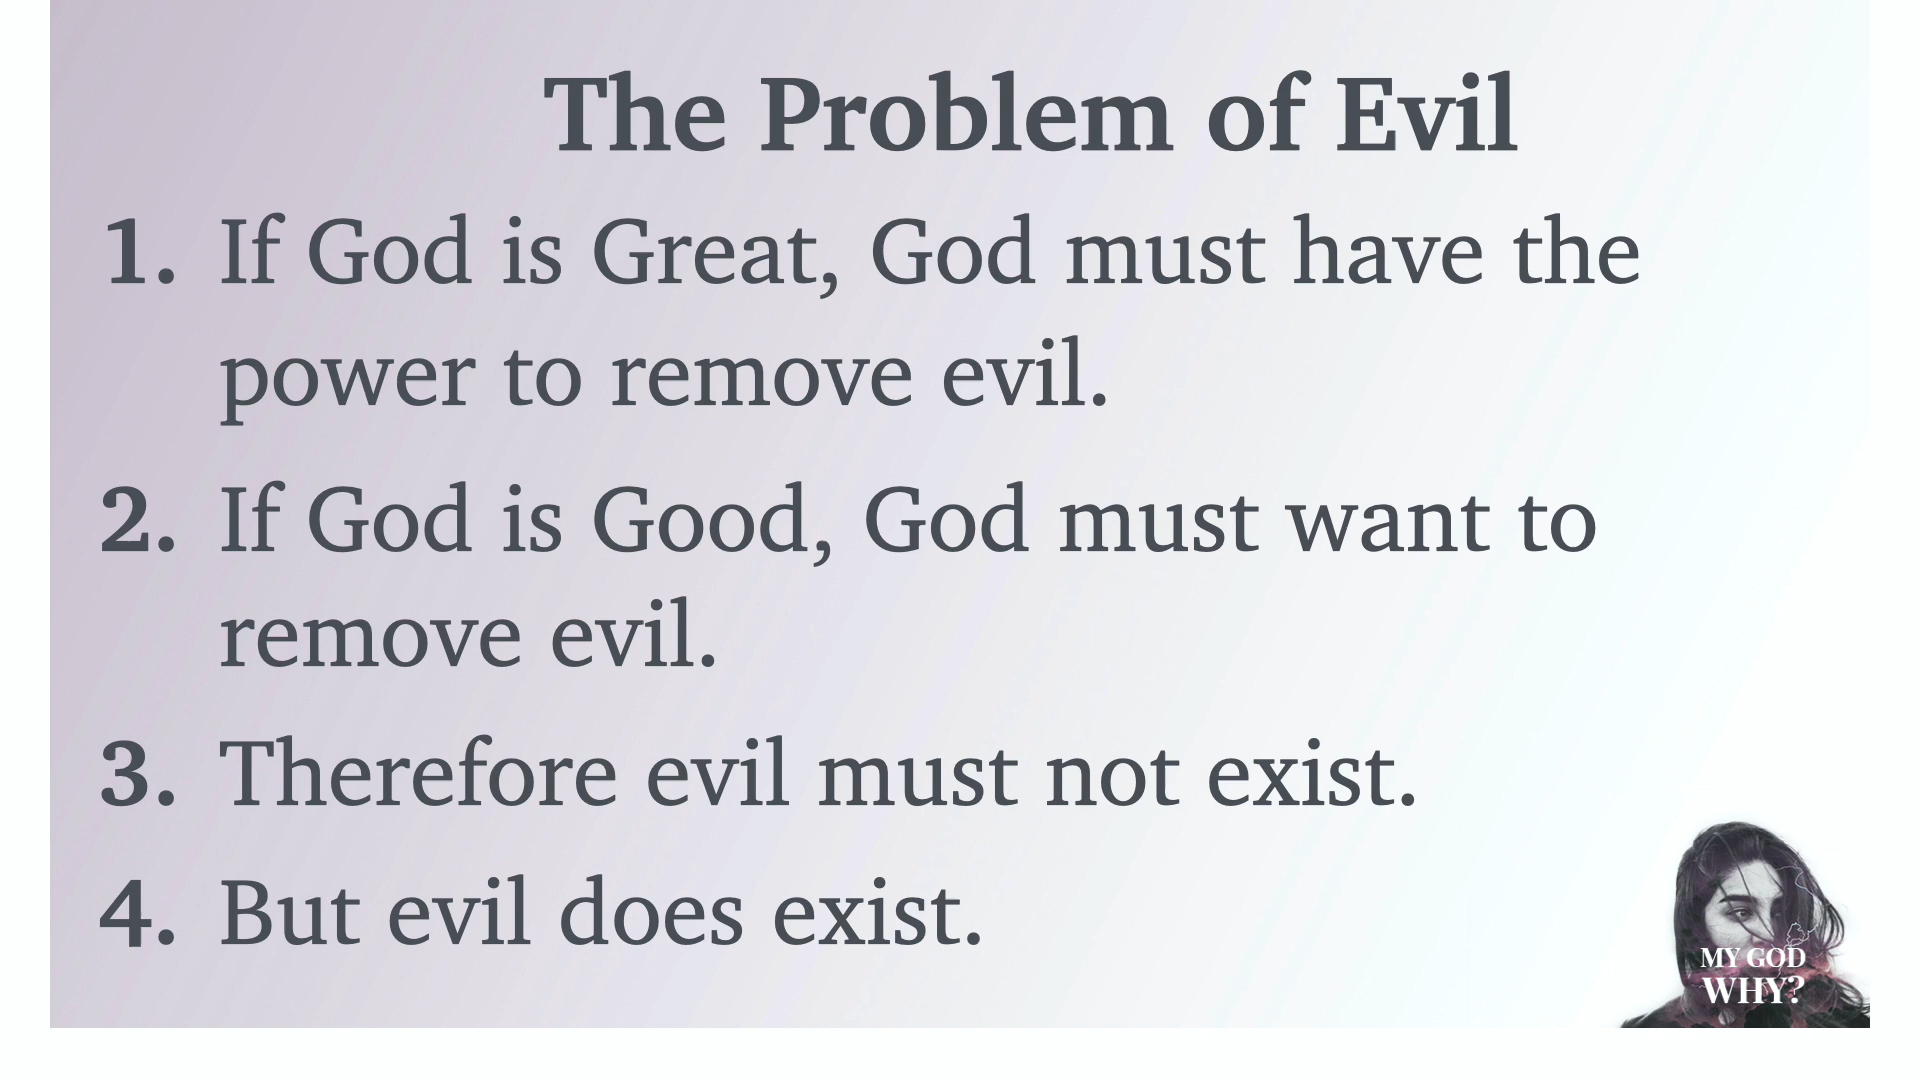 The Problem of Evil
1. If God is Great, God must have the
power to remove evil.
2. If God is Good, God must want to
remove evil.
3. Therefore evil must not exist.
4. But evil does exist.
MY GOD
WHY?